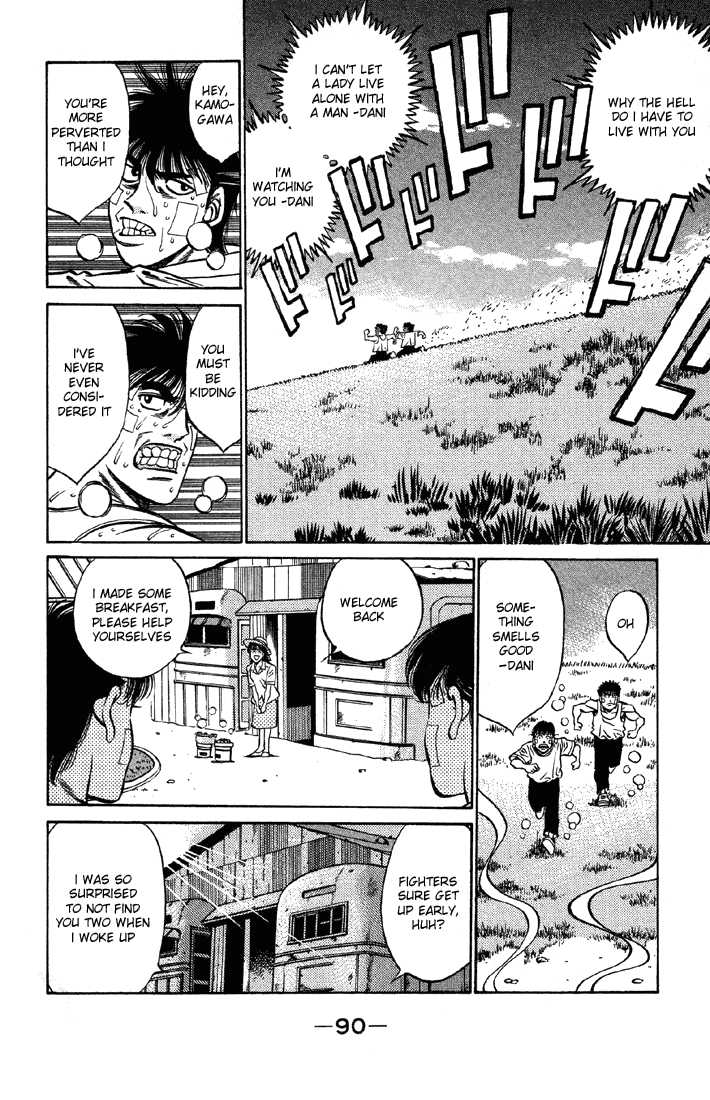 WHY THE HELL
DO I HAVE TO
LIVE WITH YOU
I CAN'T LET
A LADY LIVE
ALONE WITH
A MAN -DANI
I'M
WATCHING
YOU -DANI
ドドドドドド
HEY,
KAMO-
GAWA
YOU'RE
MORE
PERVERTED
THAN I
THOUGHT
YOU
MUST
BE
KIDDING
I'VE
NEVER
EVEN
CONSI-
DERED IT
OH
SOME-
THING
SMELLS
GOOD
-DANI
WELCOME
BACK
I MADE SOME
BREAKFAST,
PLEASE HELP
YOURSELVES
FIGHTERS
SURE GET
UP EARLY,
HUH?
I WAS SO
SURPRISED
TO NOT FIND
YOU TWO WHEN
I WOKE UP
—90—